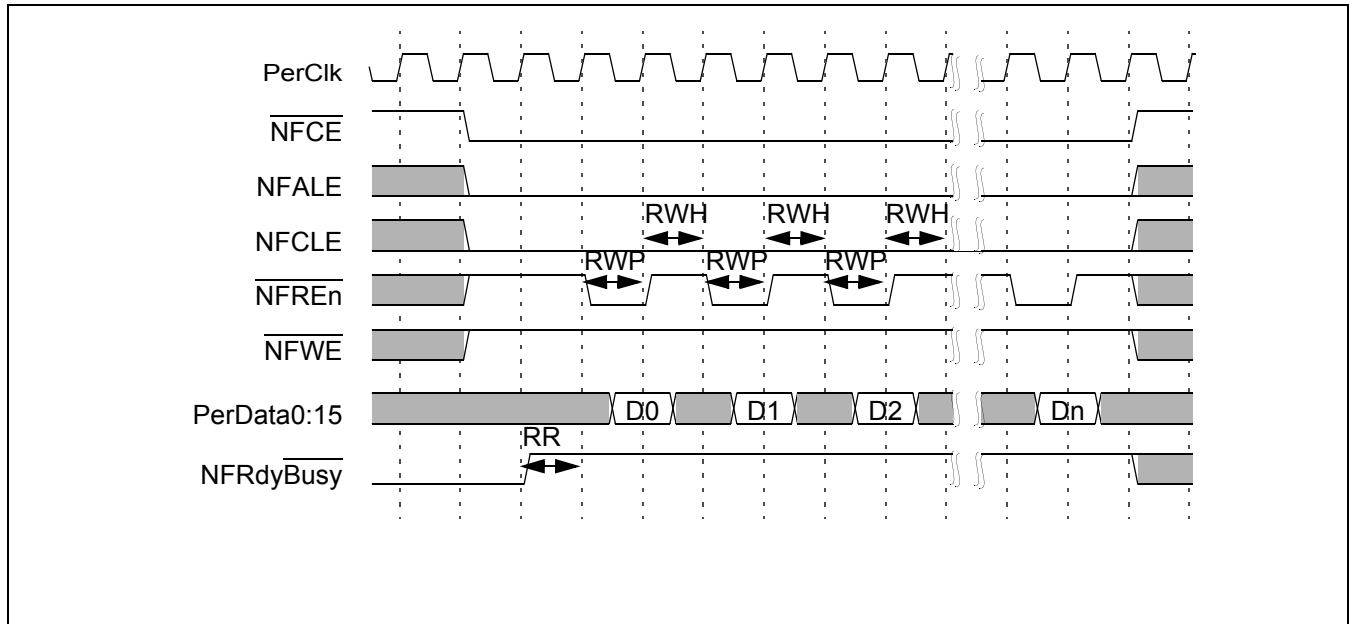 PerClk
NFCE
NFALE
RWH RWH RWH
NFCLE
RWP RWP RWP
NFREn
NFWE
PerData0:15 D0 D1 D2 Dn
RR
NFRdyBusy